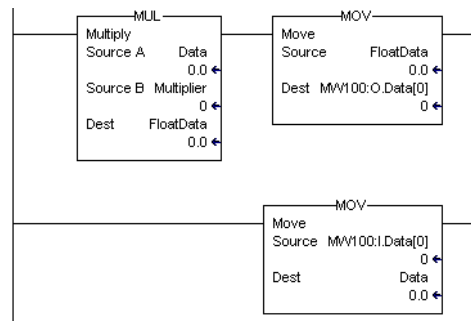 MUL
Multiply
Source A Data
0.0
Source B Multiplier
0
Dest FloatData
0.0
MOV
Move
Source FloatData
0.0
Dest MW100:O.Data[0]
0
MOV
Move
Source MW100:I.Data[0]
0
Dest Data
0.0